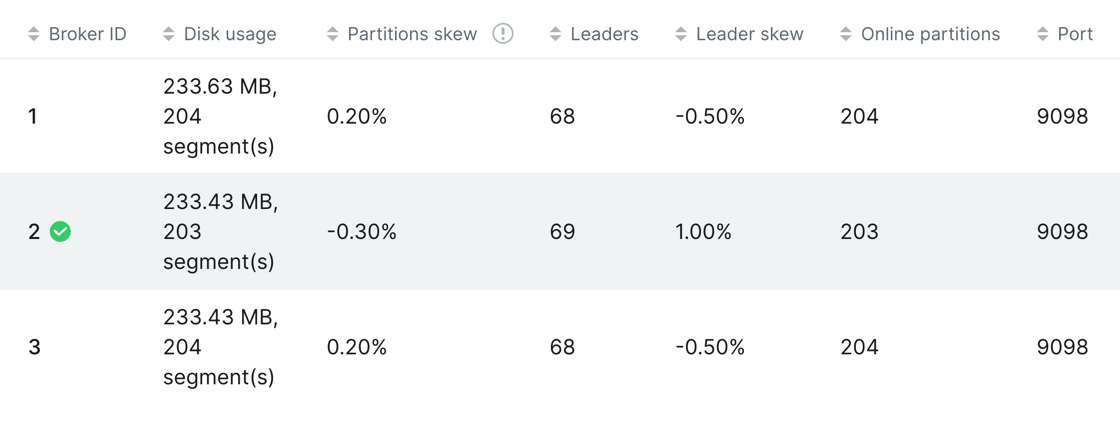 Broker ID Disk usage Partitions skew Leaders Leader skew Online partitions Port
233.63 MB,
1 204 0.20% 68 -0.50% 204 9098
segment(s)
233.43 MB,
2 203 -0.30% 69 1.00% 203 9098
segment(s)
233.43 MB,
3 204 0.20% 68 -0.50% 204 9098
segment(s)